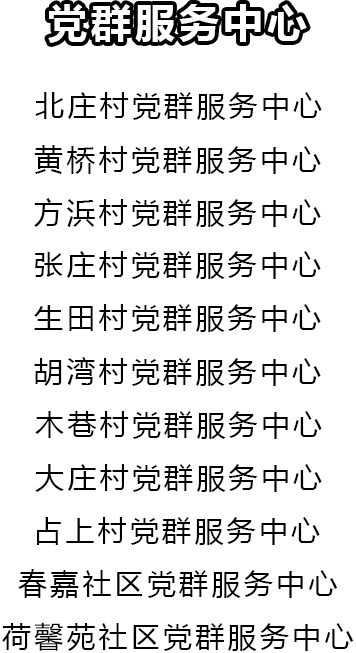 党群服务中心
北庄村党群服务中心
黄桥村党群服务中心
方浜村党群服务中心
张庄村党群服务中心
生田村党群服务中心
胡湾村党群服务中心
木巷村党群服务中心
大庄村党群服务中心
占上村党群服务中心
春嘉社区党群服务中心
荷馨苑社区党群服务中心